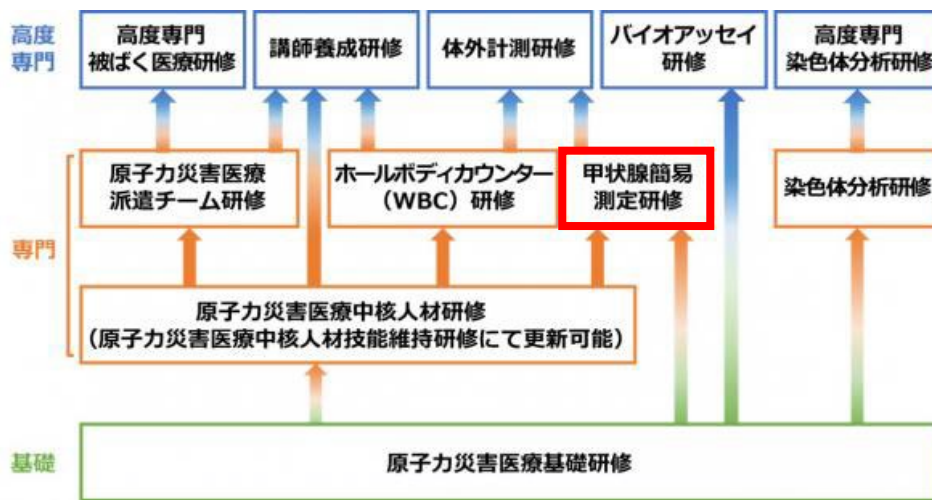 高度
専門
高度専門
被ばく医療研修
講師養成研修
体外計測研修
バイオアッセイ
研修
高度専門
染色体分析研修
専門
原子力災害医療
派遣チーム研修
ホールボディカウンター
（WBC）研修
甲状腺簡易
測定研修
染色体分析研修
原子力災害医療中核人材研修
（原子力災害医療中核人材技能維持研修にて更新可能）
基礎
原子力災害医療基礎研修